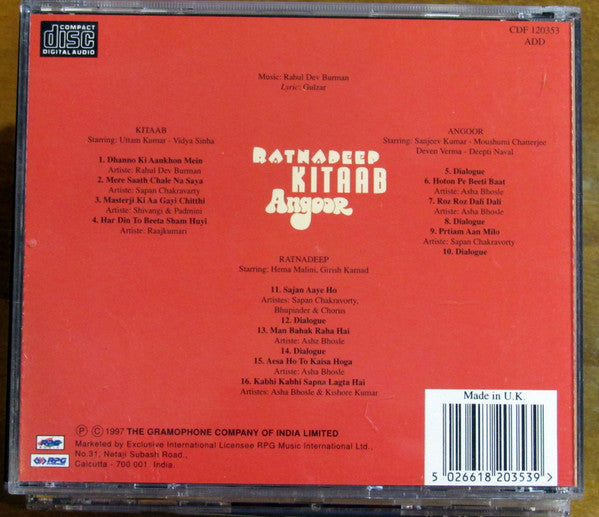 COMPACT
disc
DIGITAL AUDIO
CDF 120353
ADD
Music: Rahul Dev Burman
Lyric: Gulzar
KITAAB
Starring: Uttam Kumar - Vidya Sinha
1. Dhanno Ki Aankhon Mein
Artiste: Rahul Dev Burman
2. Mere Saath Chale Na Saya
Artiste: Sapan Chakravarty
3. Masterji Ki Aa Gayi Chitthi
Artiste: Shivangi & Padmini
4. Har Din To Beeta Sham Huyi
Artiste: Raajkumari
RATNADEEP
KITAAB
Angoor
ANGOOR
Starring: Sanjeev Kumar - Moushumi Chatterjee
Deven Verma - Deepti Naval
5. Dialogue
6. Hoton Pe Beeti Baat
Artiste: Asha Bhosle
7. Roz Roz Dali Dali
Artiste: Asha Bhosle
8. Dialogue
9. Prtiam Aan Milo
Artiste: Sapan Chakravarty
10. Dialogue
RATNADEEP
Starring: Hema Malini, Girish Karnad
11. Sajan Aaye Ho
Artistes: Sapan Chakravorty,
Bhupinder & Chorus
12. Dialogue
13. Man Bahak Raha Hai
Artiste: Asha Bhosle
14. Dialogue
15. Aesa Ho To Kaisa Hoga
Artiste: Asha Bhosle
16. Kabhi Kabhi Sapna Lagta Hai
Artistes: Asha Bhosle & Kishore Kumar
Ⓟ Ⓒ 1997 THE GRAMOPHONE COMPANY OF INDIA LIMITED
Marketed by Exclusive International Licensee RPG Music International Ltd.,
No.31, Netaji Subash Road.,
Calcutta - 700 001. India.
RPG
Made in U.K.
5 026618 203539 >